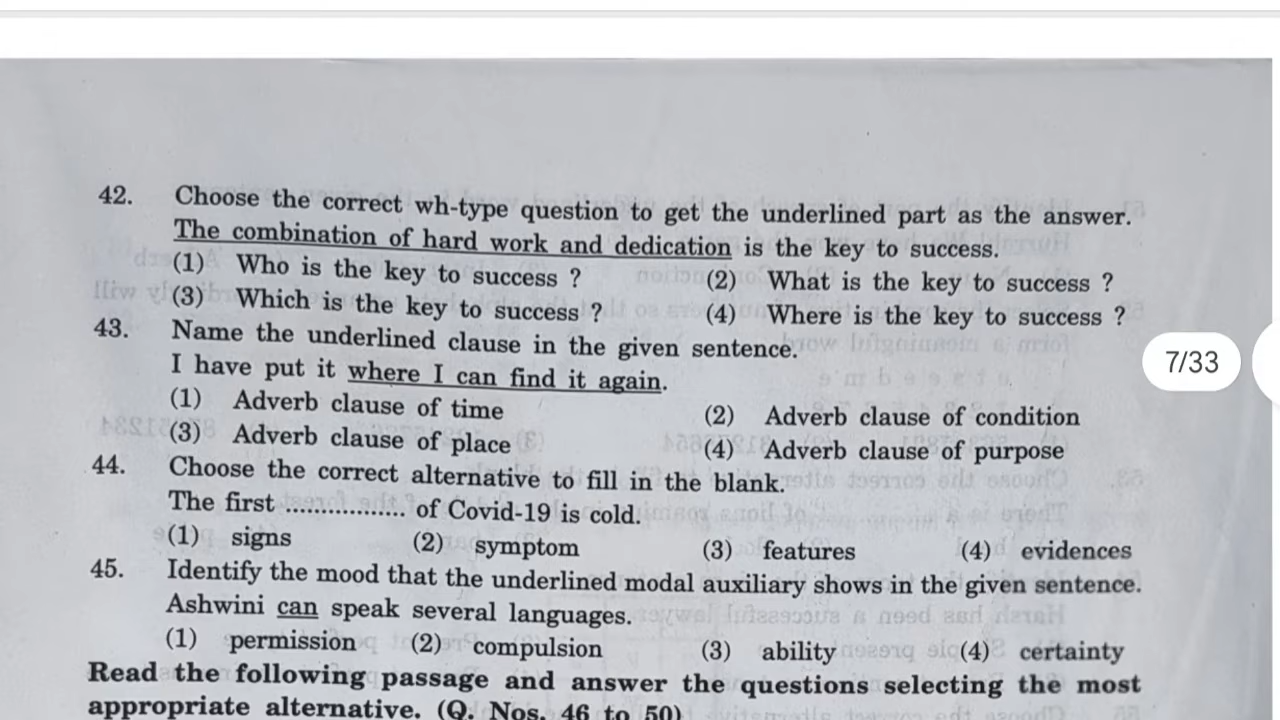 42. Choose the correct wh-type question to get the underlined part as the answer.
The combination of hard work and dedication is the key to success.
(1) Who is the key to success ? (2) What is the key to success ?
(3) Which is the key to success ? (4) Where is the key to success ?
43. Name the underlined clause in the given sentence.
I have put it where I can find it again.
(1) Adverb clause of time (2) Adverb clause of condition
(3) Adverb clause of place (4) Adverb clause of purpose
7/33
44. Choose the correct alternative to fill in the blank.
The first ................ of Covid-19 is cold.
(1) signs (2) symptom (3) features (4) evidences
45. Identify the mood that the underlined modal auxiliary shows in the given sentence.
Ashwini can speak several languages.
(1) permission (2) compulsion (3) ability (4) certainty
Read the following passage and answer the questions selecting the most
appropriate alternative. (Q. Nos. 46 to 50)